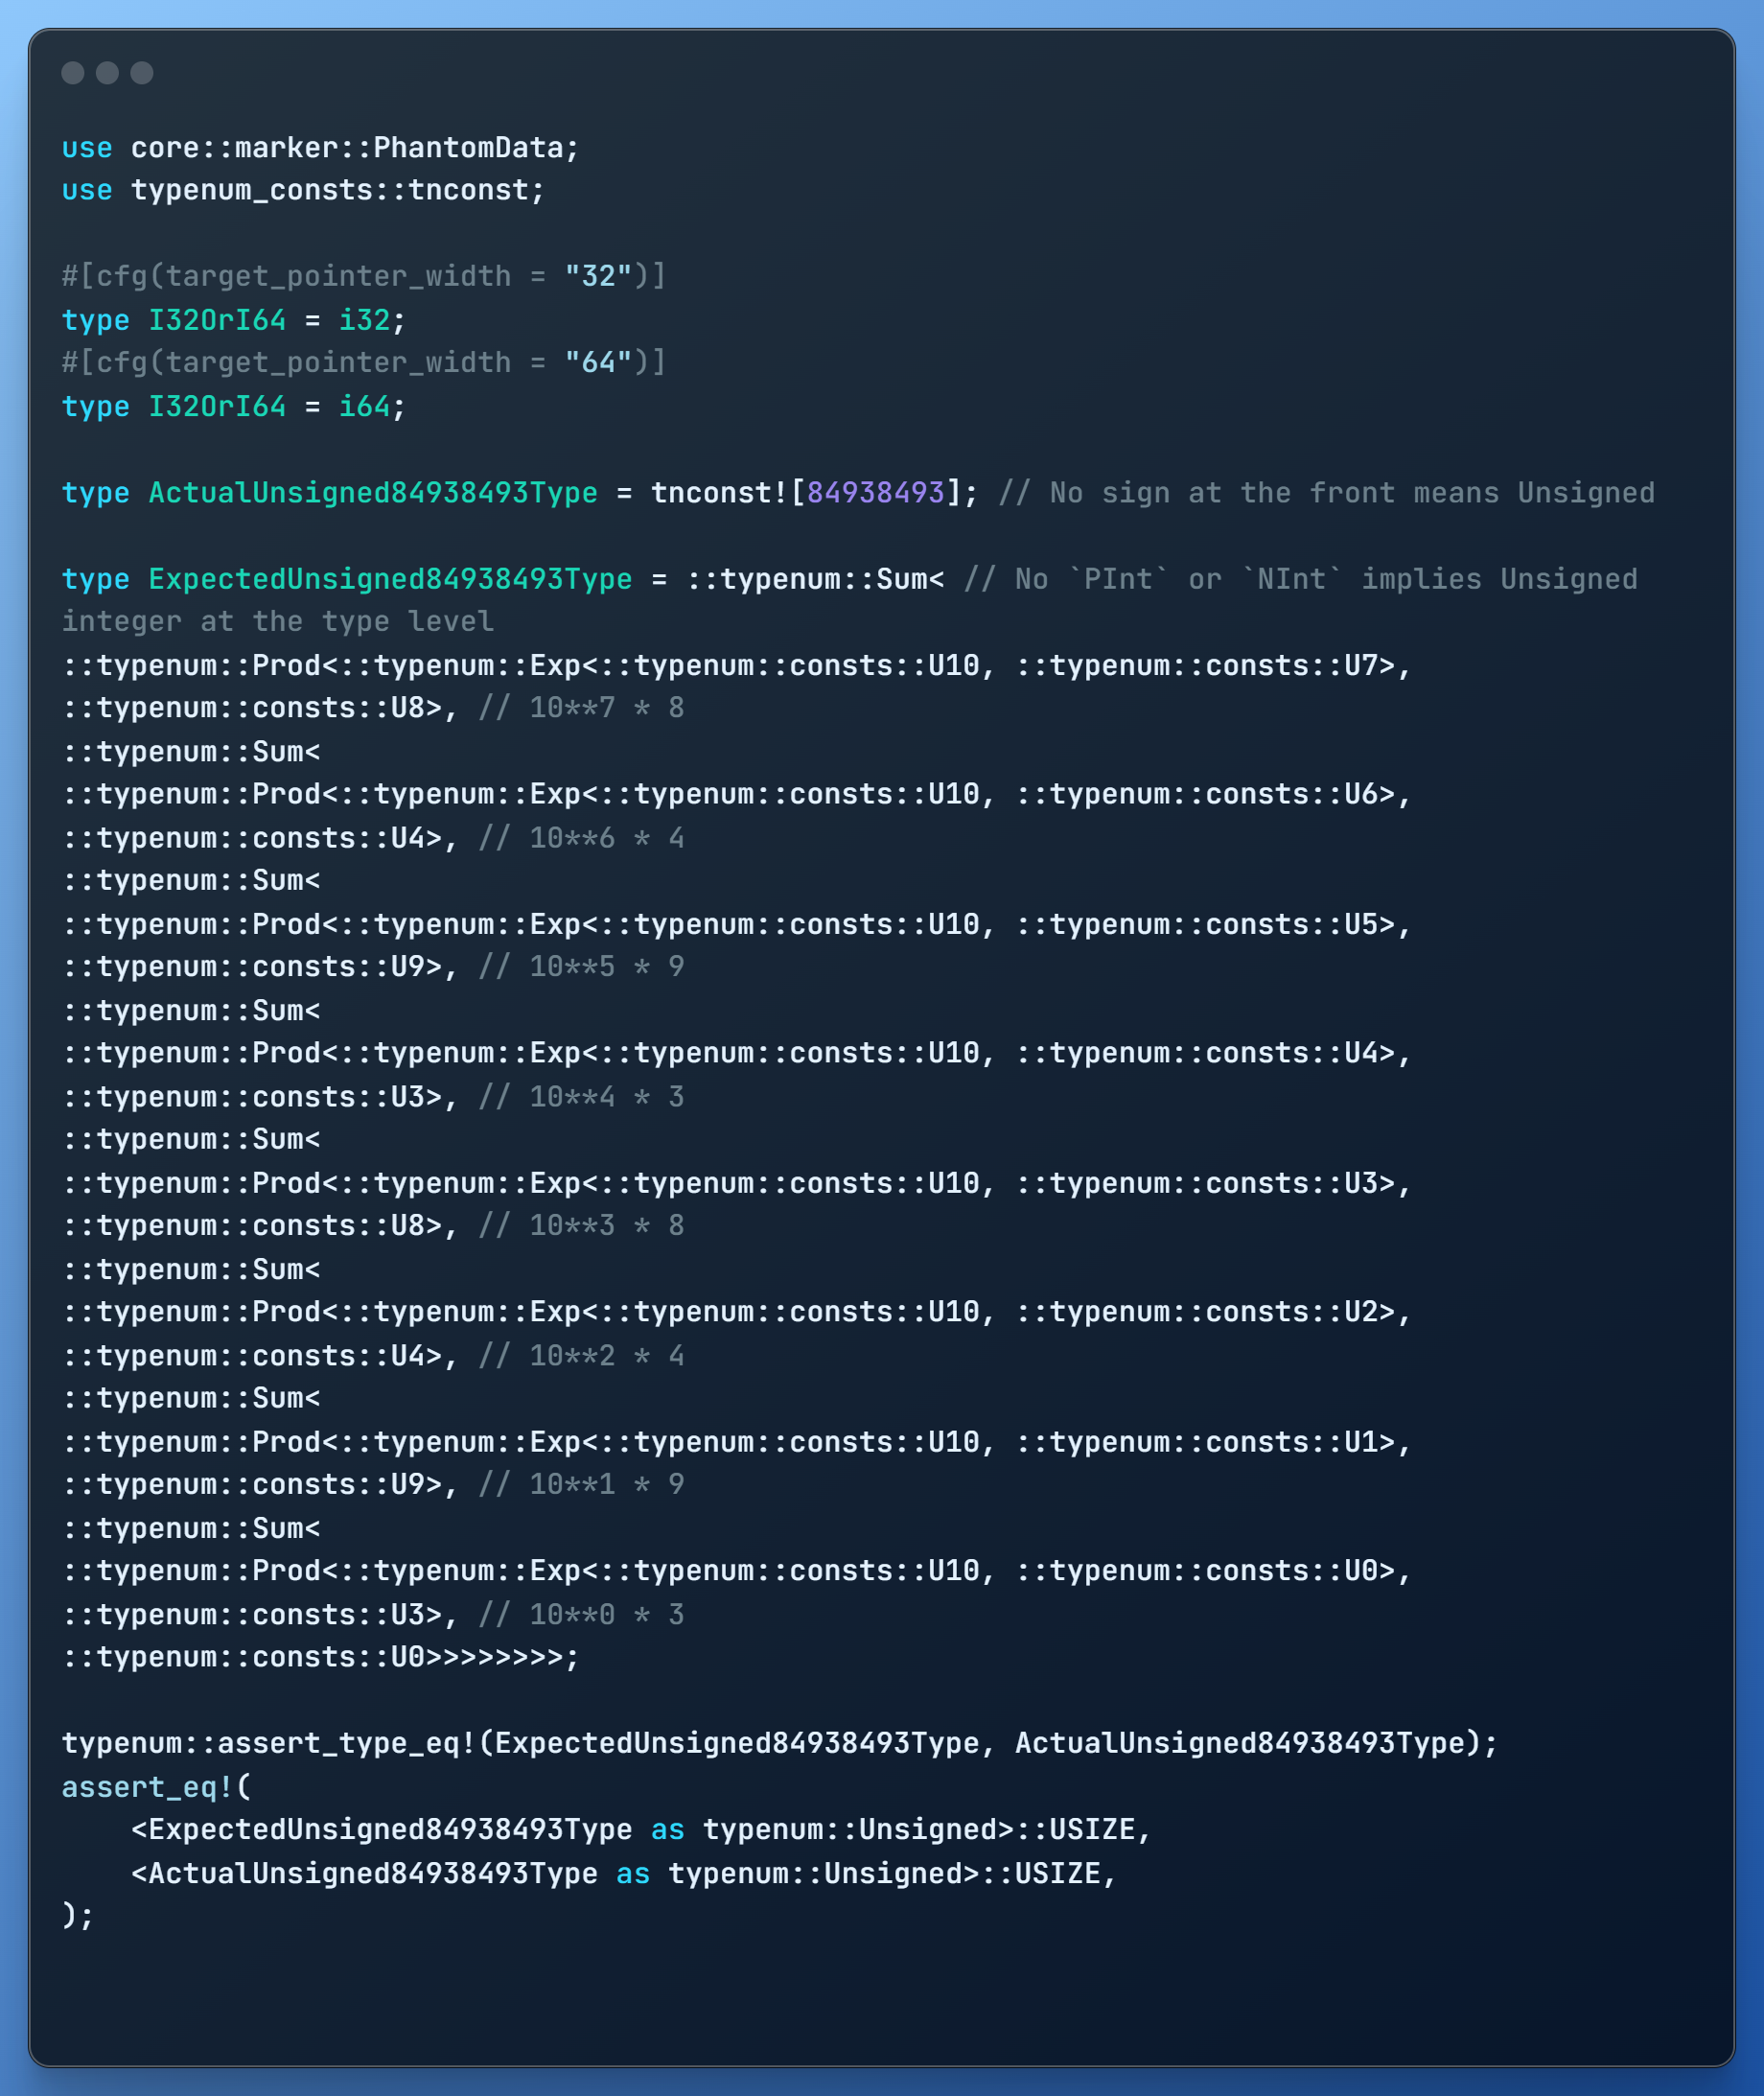 use core::marker::PhantomData;
use typenum_consts::tnconst;

#[cfg(target_pointer_width = "32")]
type I32OrI64 = i32;
#[cfg(target_pointer_width = "64")]
type I32OrI64 = i64;

type ActualUnsigned84938493Type = tnconst![84938493]; // No sign at the front means Unsigned

type ExpectedUnsigned84938493Type = ::typenum::Sum< // No `PInt` or `NInt` implies Unsigned
integer at the type level
::typenum::Prod<::typenum::Exp<::typenum::consts::U10, ::typenum::consts::U7>,
::typenum::consts::U8>, // 10**7 * 8
::typenum::Sum<
::typenum::Prod<::typenum::Exp<::typenum::consts::U10, ::typenum::consts::U6>,
::typenum::consts::U4>, // 10**6 * 4
::typenum::Sum<
::typenum::Prod<::typenum::Exp<::typenum::consts::U10, ::typenum::consts::U5>,
::typenum::consts::U9>, // 10**5 * 9
::typenum::Sum<
::typenum::Prod<::typenum::Exp<::typenum::consts::U10, ::typenum::consts::U4>,
::typenum::consts::U3>, // 10**4 * 3
::typenum::Sum<
::typenum::Prod<::typenum::Exp<::typenum::consts::U10, ::typenum::consts::U3>,
::typenum::consts::U8>, // 10**3 * 8
::typenum::Sum<
::typenum::Prod<::typenum::Exp<::typenum::consts::U10, ::typenum::consts::U2>,
::typenum::consts::U4>, // 10**2 * 4
::typenum::Sum<
::typenum::Prod<::typenum::Exp<::typenum::consts::U10, ::typenum::consts::U1>,
::typenum::consts::U9>, // 10**1 * 9
::typenum::Sum<
::typenum::Prod<::typenum::Exp<::typenum::consts::U10, ::typenum::consts::U0>,
::typenum::consts::U3>, // 10**0 * 3
::typenum::consts::U0>>>>>>>>;

typenum::assert_type_eq!(ExpectedUnsigned84938493Type, ActualUnsigned84938493Type);
assert_eq!(
    <ExpectedUnsigned84938493Type as typenum::Unsigned>::USIZE,
    <ActualUnsigned84938493Type as typenum::Unsigned>::USIZE,
);